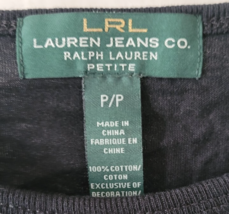 LRL
LAUREN JEANS CO.
RALPH LAUREN
PETITE
P/P
MADE IN
CHINA
FABRIQUE EN
CHINE
100% COTTON/
COTON
EXCLUSIVE OF
DECORATION/